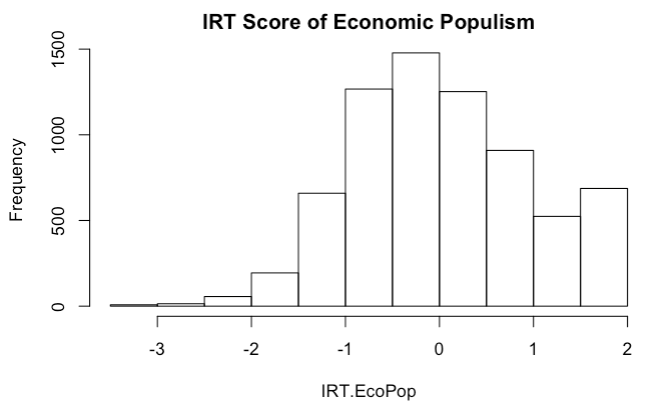 IRT Score of Economic Populism
1500
1000
500
0
Frequency
-3 -2 -1 0 1 2
IRT.EcoPop